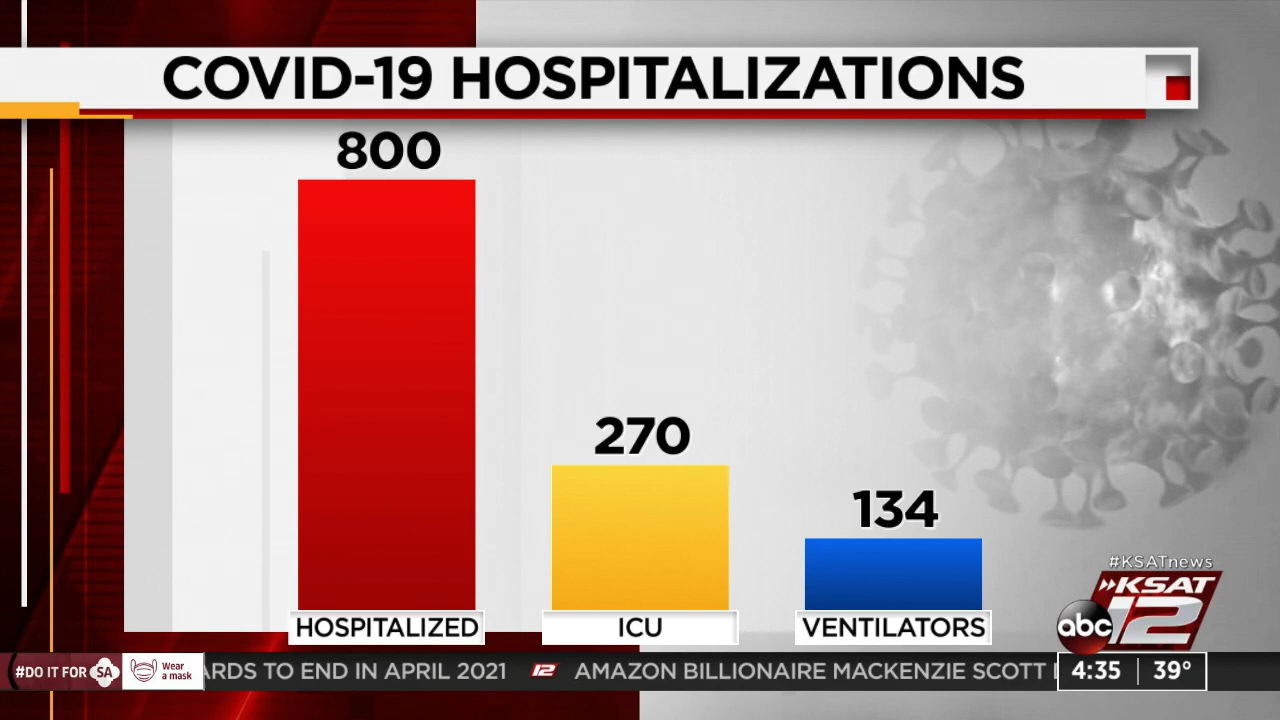 COVID-19 HOSPITALIZATIONS
800
270
134
HOSPITALIZED
ICU
VENTILATORS
#KSATnews
KSAT
12
abc
#DO IT FOR SA
Wear
a mask
ARDS TO END IN APRIL 2021 12 AMAZON BILLIONAIRE MACKENZIE SCOTT
4:35 39°